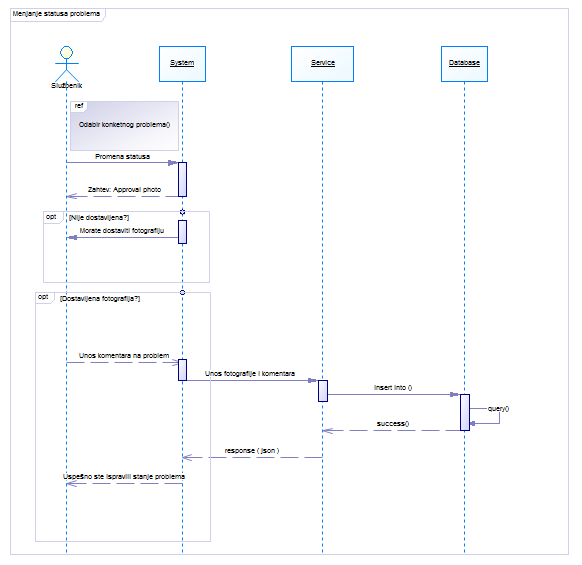 Menjanje statusa problema
System
Service
Database
Službenik
ref
Odabir konketnog problema()
Promena statusa
Zahtev: Approval photo
opt
[Nije dostavljena?]
Morate dostaviti fotografiju
opt
[Dostavljena fotografija?]
Unos komentara na problem
Unos fotografije i komentara
insert into ()
query()
success()
response ( json )
Uspešno ste ispravili stanje problema